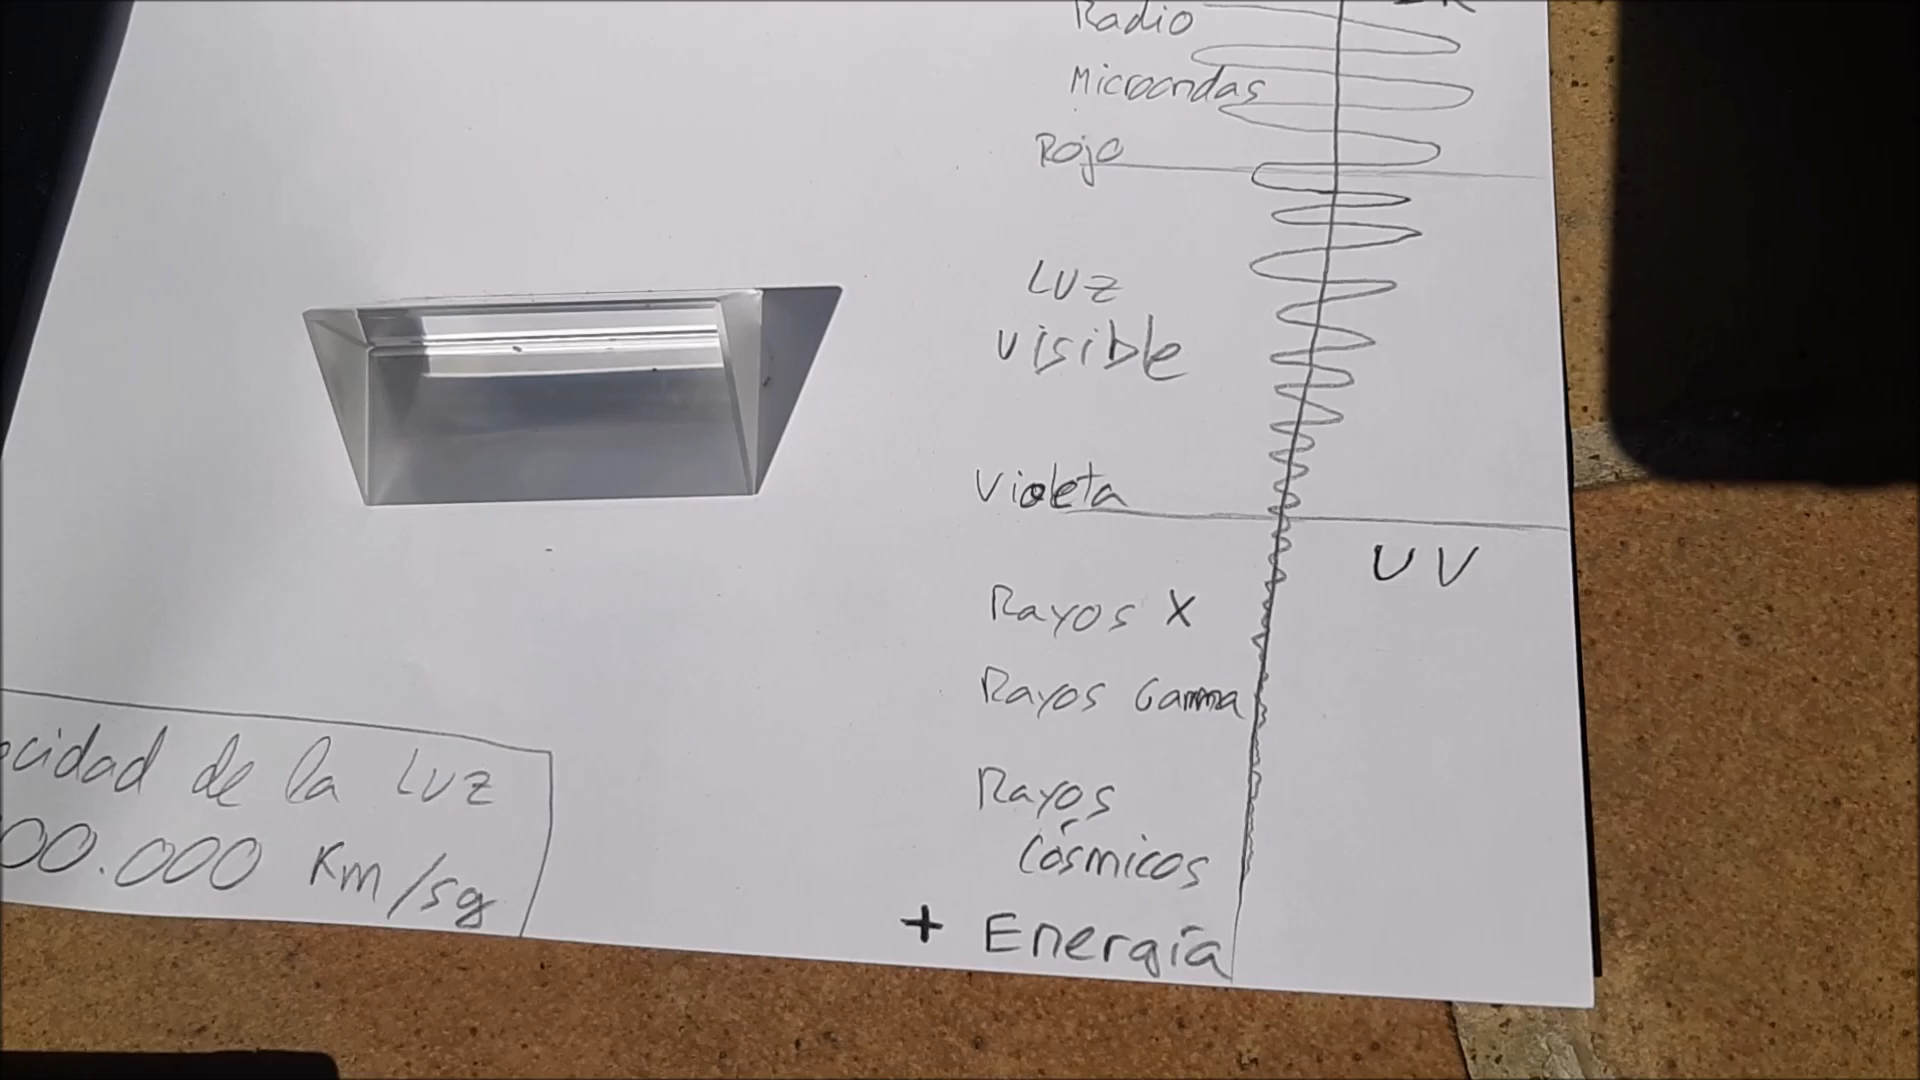 Radio
Microondas
Rojo
Luz
visible
Violeta
UV
Rayos X
Rayos Gamma
Rayos
Cósmicos
+ Energía
ocidad de la Luz
00.000 Km/sg